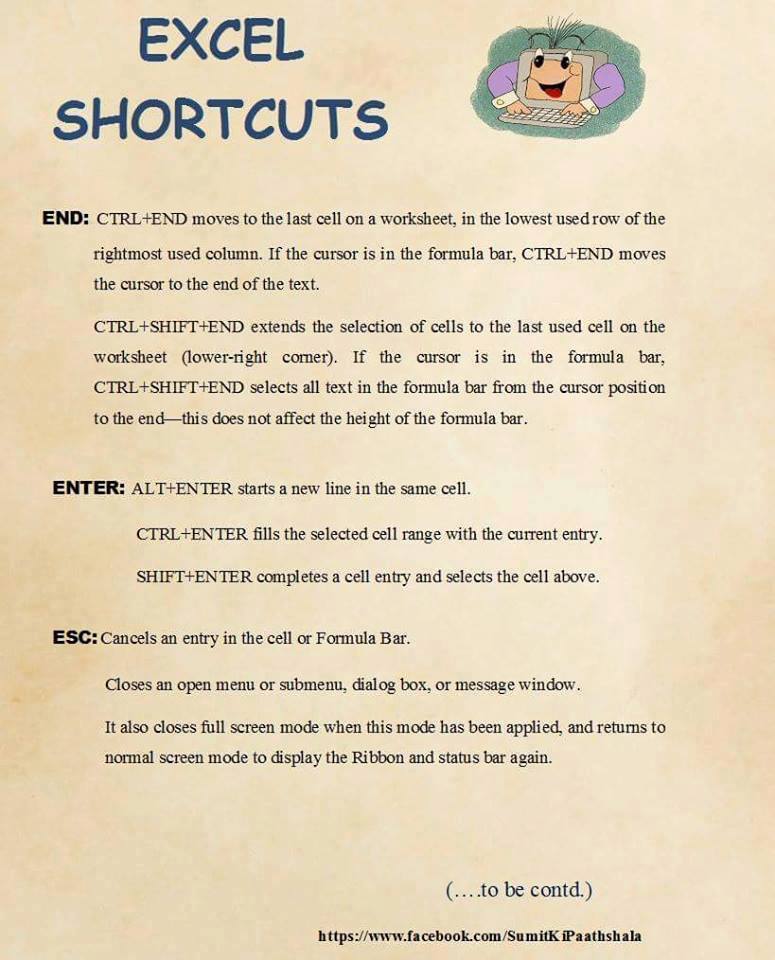 EXCEL
SHORTCUTS
END: CTRL+END moves to the last cell on a worksheet, in the lowest used row of the
rightmost used column. If the cursor is in the formula bar, CTRL+END moves
the cursor to the end of the text.
CTRL+SHIFT+END extends the selection of cells to the last used cell on the
worksheet (lower-right corner). If the cursor is in the formula bar,
CTRL+SHIFT+END selects all text in the formula bar from the cursor position
to the end—this does not affect the height of the formula bar.
ENTER: ALT+ENTER starts a new line in the same cell.
CTRL+ENTER fills the selected cell range with the current entry.
SHIFT+ENTER completes a cell entry and selects the cell above.
ESC: Cancels an entry in the cell or Formula Bar.
Closes an open menu or submenu, dialog box, or message window.
It also closes full screen mode when this mode has been applied, and returns to
normal screen mode to display the Ribbon and status bar again.
(….to be contd.)
https://www.facebook.com/SumitKiPaathshala